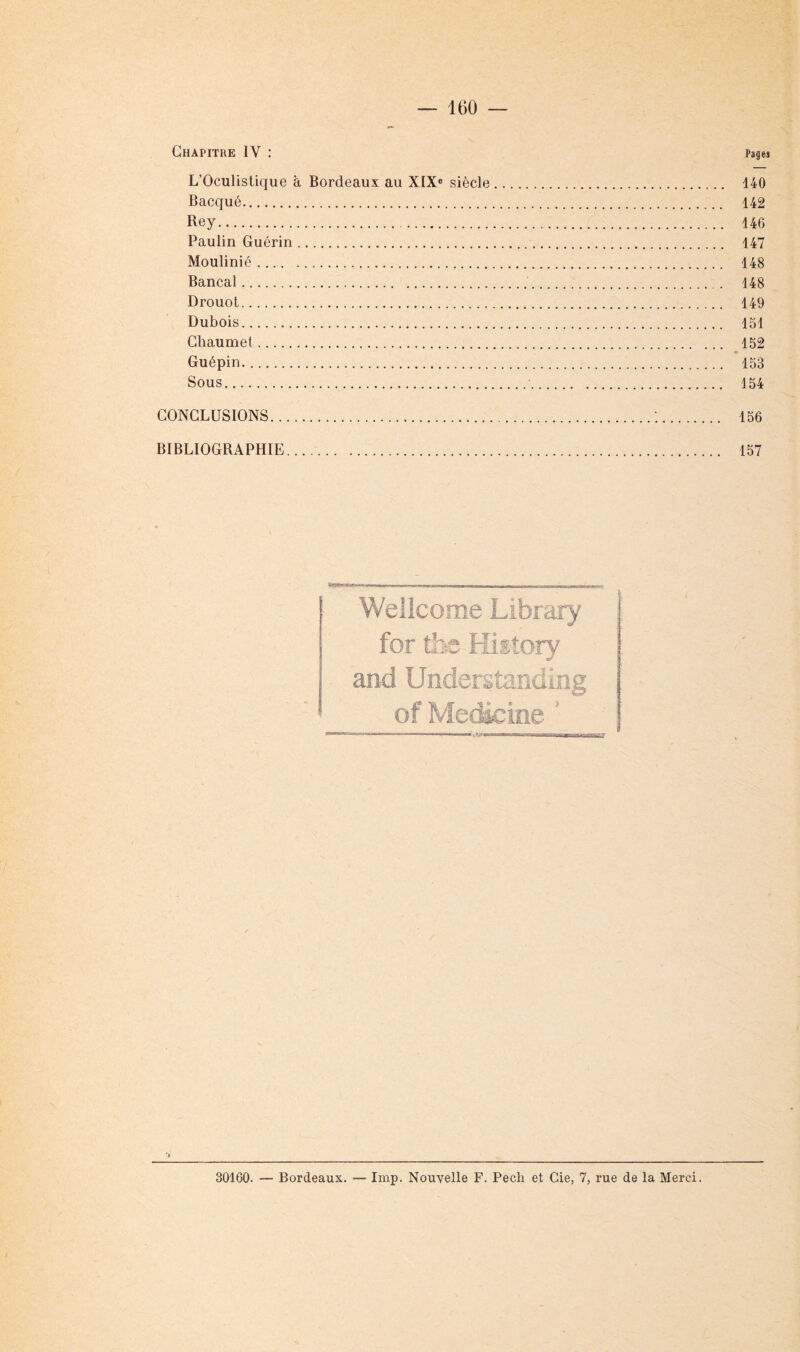 — 160 —
CHAPITRE IV : Pages
L'Oculistique à Bordeaux au XIXe siècle.......... 140
Bacqué.......... 142
Rey.......... 146
Paulin Guérin.......... 147
Moulinié.......... 148
Bancal.......... 148
Drouot.......... 149
Dubois.......... 151
Chaumet.......... 152
Guépin.......... 153
Sous.......... 154
CONCLUSIONS.......... 156
BIBLIOGRAPHIE.......... 157
Wellcome Library
for the History
and Understanding
of Medicine
30160. — Bordeaux. — Imp. Nouvelle F. Pech et Cie, 7, rue de la Merci.